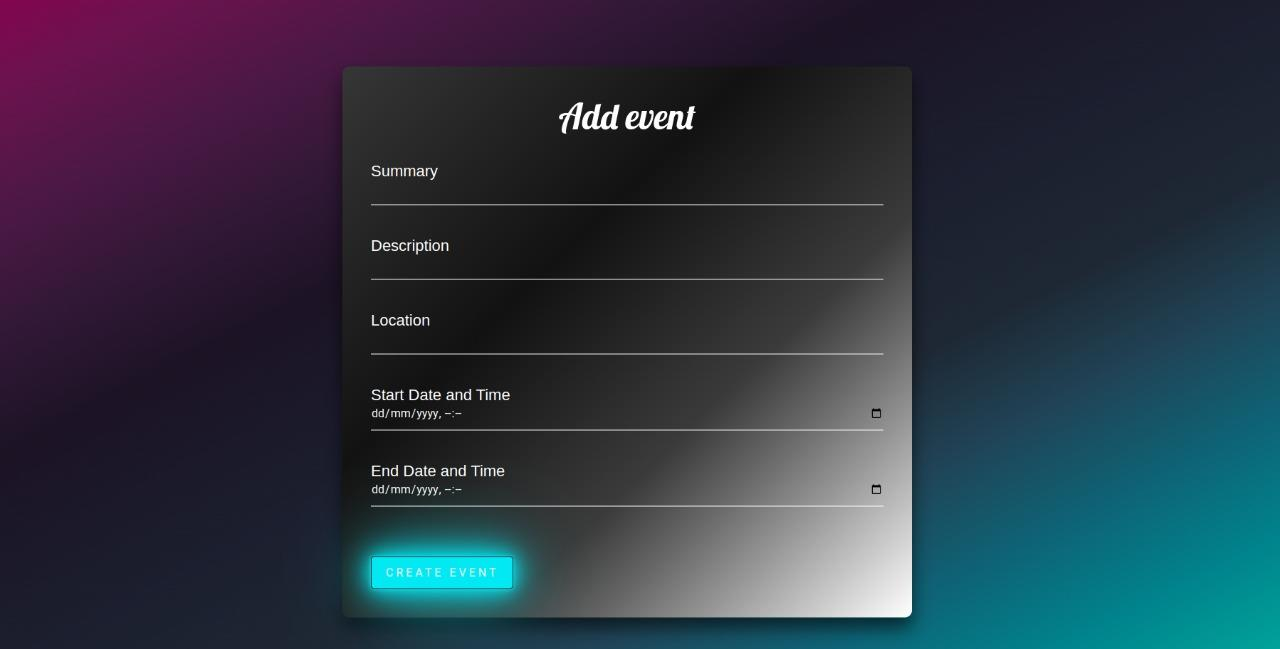 Add event
Summary
Description
Location
Start Date and Time
dd/mm/yyyy, --:--
End Date and Time
dd/mm/yyyy, --:--
CREATE EVENT